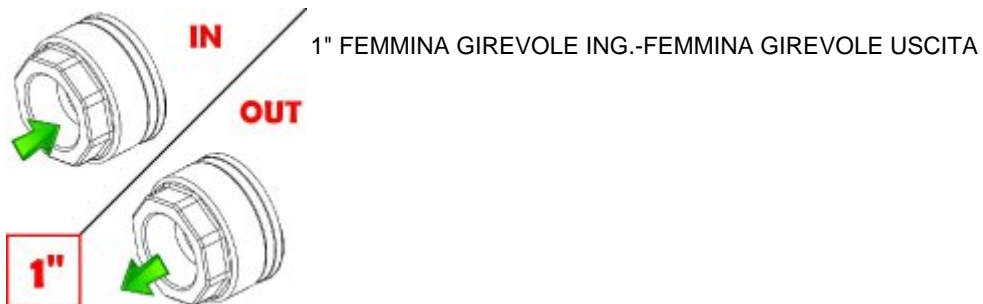 IN
1" FEMMINA GIREVOLE ING.-FEMMINA GIREVOLE USCITA
OUT
1"